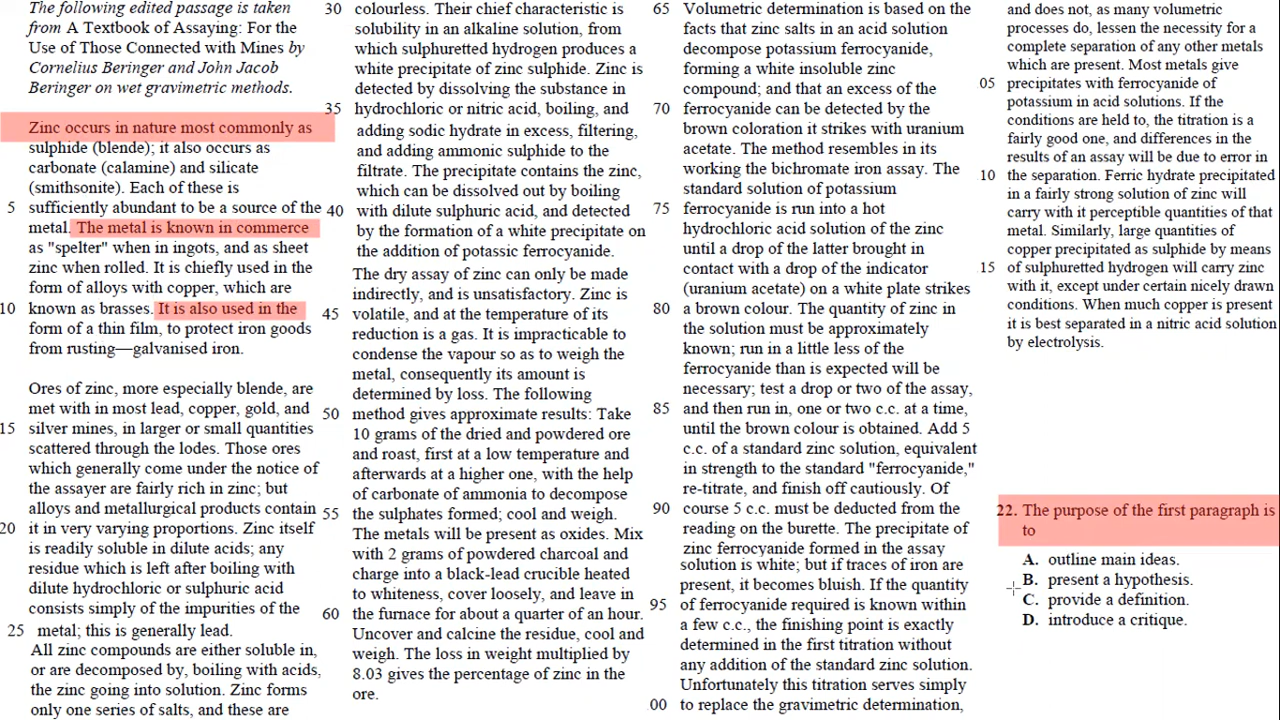 The following edited passage is taken
from A Textbook of Assaying: For the
Use of Those Connected with Mines by
Cornelius Beringer and John Jacob
Beringer on wet gravimetric methods.
Zinc occurs in nature most commonly as
sulphide (blende); it also occurs as
carbonate (calamine) and silicate
(smithsonite). Each of these is
5 sufficiently abundant to be a source of the
metal. The metal is known in commerce
as "spelter" when in ingots, and as sheet
zinc when rolled. It is chiefly used in the
form of alloys with copper, which are
10 known as brasses. It is also used in the
form of a thin film, to protect iron goods
from rusting—galvanised iron.
Ores of zinc, more especially blende, are
met with in most lead, copper, gold, and
15 silver mines, in larger or small quantities
scattered through the lodes. Those ores
which generally come under the notice of
the assayer are fairly rich in zinc; but
alloys and metallurgical products contain
20 it in very varying proportions. Zinc itself
is readily soluble in dilute acids; any
residue which is left after boiling with
dilute hydrochloric or sulphuric acid
consists simply of the impurities of the
25 metal; this is generally lead.
All zinc compounds are either soluble in,
or are decomposed by, boiling with acids,
the zinc going into solution. Zinc forms
only one series of salts, and these are
30 colourless. Their chief characteristic is
solubility in an alkaline solution, from
which sulphuretted hydrogen produces a
white precipitate of zinc sulphide. Zinc is
detected by dissolving the substance in
35 hydrochloric or nitric acid, boiling, and
adding sodic hydrate in excess, filtering,
and adding ammonic sulphide to the
filtrate. The precipitate contains the zinc,
which can be dissolved out by boiling
40 with dilute sulphuric acid, and detected
by the formation of a white precipitate on
the addition of potassic ferrocyanide.
The dry assay of zinc can only be made
indirectly, and is unsatisfactory. Zinc is
45 volatile, and at the temperature of its
reduction is a gas. It is impracticable to
condense the vapour so as to weigh the
metal, consequently its amount is
determined by loss. The following
50 method gives approximate results: Take
10 grams of the dried and powdered ore
and roast, first at a low temperature and
afterwards at a higher one, with the help
of carbonate of ammonia to decompose
55 the sulphates formed; cool and weigh.
The metals will be present as oxides. Mix
with 2 grams of powdered charcoal and
charge into a black-lead crucible heated
to whiteness, cover loosely, and leave in
60 the furnace for about a quarter of an hour.
Uncover and calcine the residue, cool and
weigh. The loss in weight multiplied by
8.03 gives the percentage of zinc in the
ore.
65 Volumetric determination is based on the
facts that zinc salts in an acid solution
decompose potassium ferrocyanide,
forming a white insoluble zinc
compound; and that an excess of the
70 ferrocyanide can be detected by the
brown coloration it strikes with uranium
acetate. The method resembles in its
working the bichromate iron assay. The
standard solution of potassium
75 ferrocyanide is run into a hot
hydrochloric acid solution of the zinc
until a drop of the latter brought in
contact with a drop of the indicator
(uranium acetate) on a white plate strikes
80 a brown colour. The quantity of zinc in
the solution must be approximately
known; run in a little less of the
ferrocyanide than is expected will be
necessary; test a drop or two of the assay,
85 and then run in, one or two c.c. at a time,
until the brown colour is obtained. Add 5
c.c. of a standard zinc solution, equivalent
in strength to the standard "ferrocyanide,"
re-titrate, and finish off cautiously. Of
90 course 5 c.c. must be deducted from the
reading on the burette. The precipitate of
zinc ferrocyanide formed in the assay
solution is white; but if traces of iron are
present, it becomes bluish. If the quantity
95 of ferrocyanide required is known within
a few c.c., the finishing point is exactly
determined in the first titration without
any addition of the standard zinc solution.
Unfortunately this titration serves simply
00 to replace the gravimetric determination,
and does not, as many volumetric
processes do, lessen the necessity for a
complete separation of any other metals
which are present. Most metals give
05 precipitates with ferrocyanide of
potassium in acid solutions. If the
conditions are held to, the titration is a
fairly good one, and differences in the
results of an assay will be due to error in
10 the separation. Ferric hydrate precipitated
in a fairly strong solution of zinc will
carry with it perceptible quantities of that
metal. Similarly, large quantities of
copper precipitated as sulphide by means
15 of sulphuretted hydrogen will carry zinc
with it, except under certain nicely drawn
conditions. When much copper is present
it is best separated in a nitric acid solution
by electrolysis.
22. The purpose of the first paragraph is
to
A. outline main ideas.
B. present a hypothesis.
C. provide a definition.
D. introduce a critique.